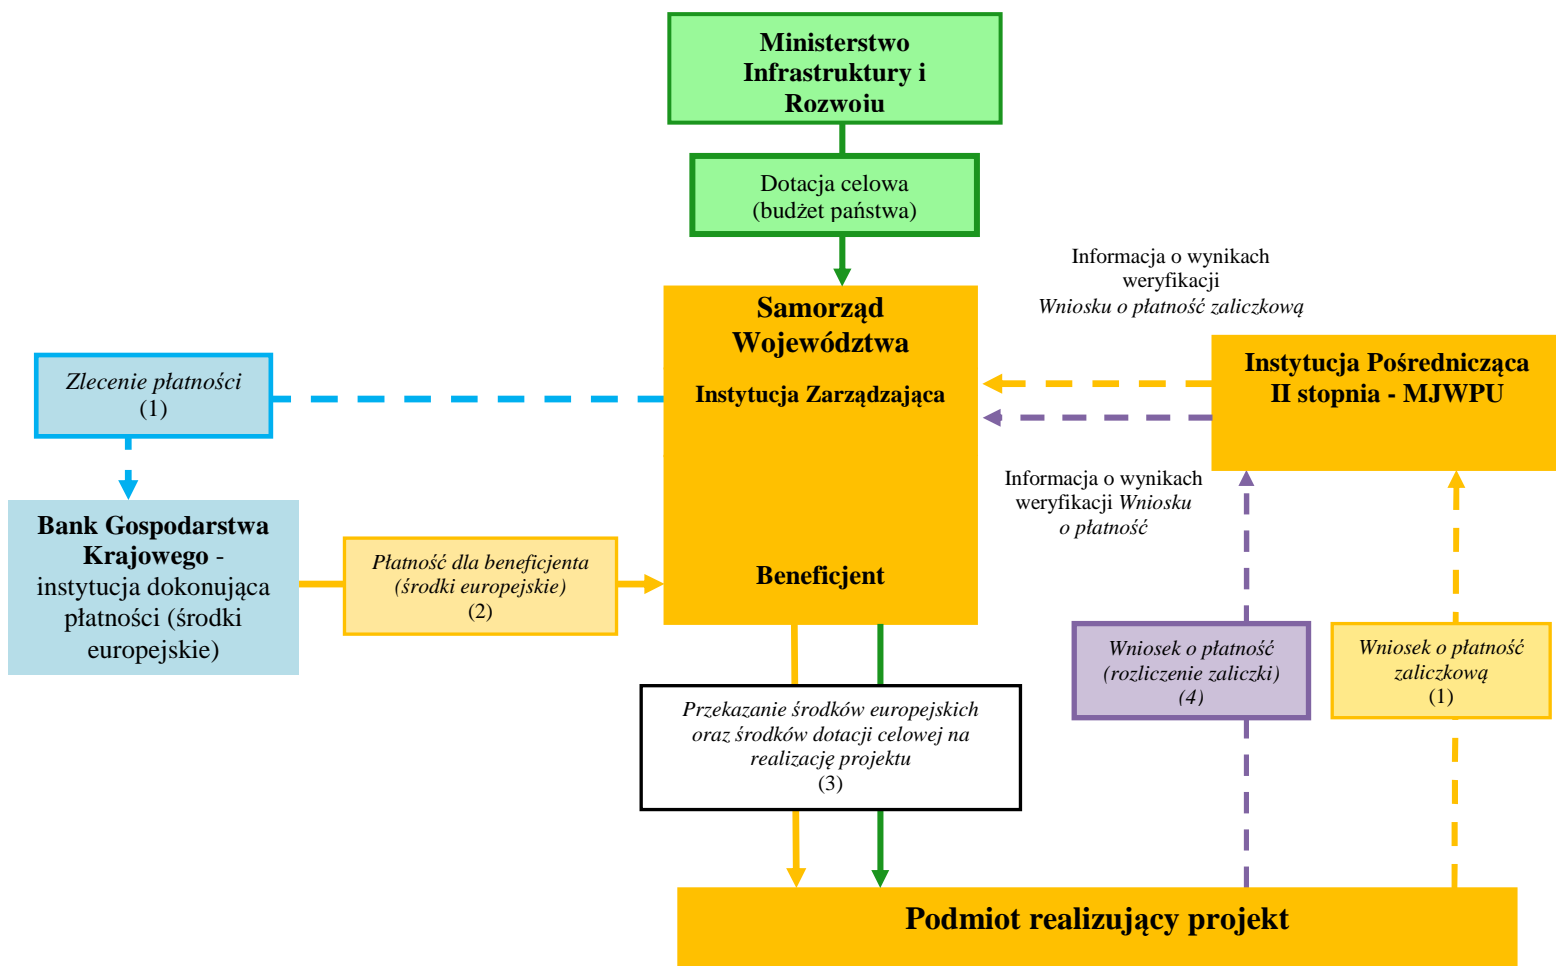 Ministerstwo
Infrastruktury i
Rozwoju
Dotacja celowa
(budżet państwa)
Informacja o wynikach
weryfikacji
Wniosku o płatność zaliczkową
Samorząd
Województwa
Instytucja Zarządzająca
Instytucja Pośrednicząca
II stopnia - MJWPU
Zlecenie płatności
(1)
Informacja o wynikach
weryfikacji Wniosku
o płatność
Bank Gospodarstwa
Krajowego -
instytucja dokonująca
płatności (środki
europejskie)
Płatność dla beneficjenta
(środki europejskie)
(2)
Beneficjent
Wniosek o płatność
(rozliczenie zaliczki)
(4)
Wniosek o płatność
zaliczkową
(1)
Przekazanie środków europejskich
oraz środków dotacji celowej na
realizację projektu
(3)
Podmiot realizujący projekt